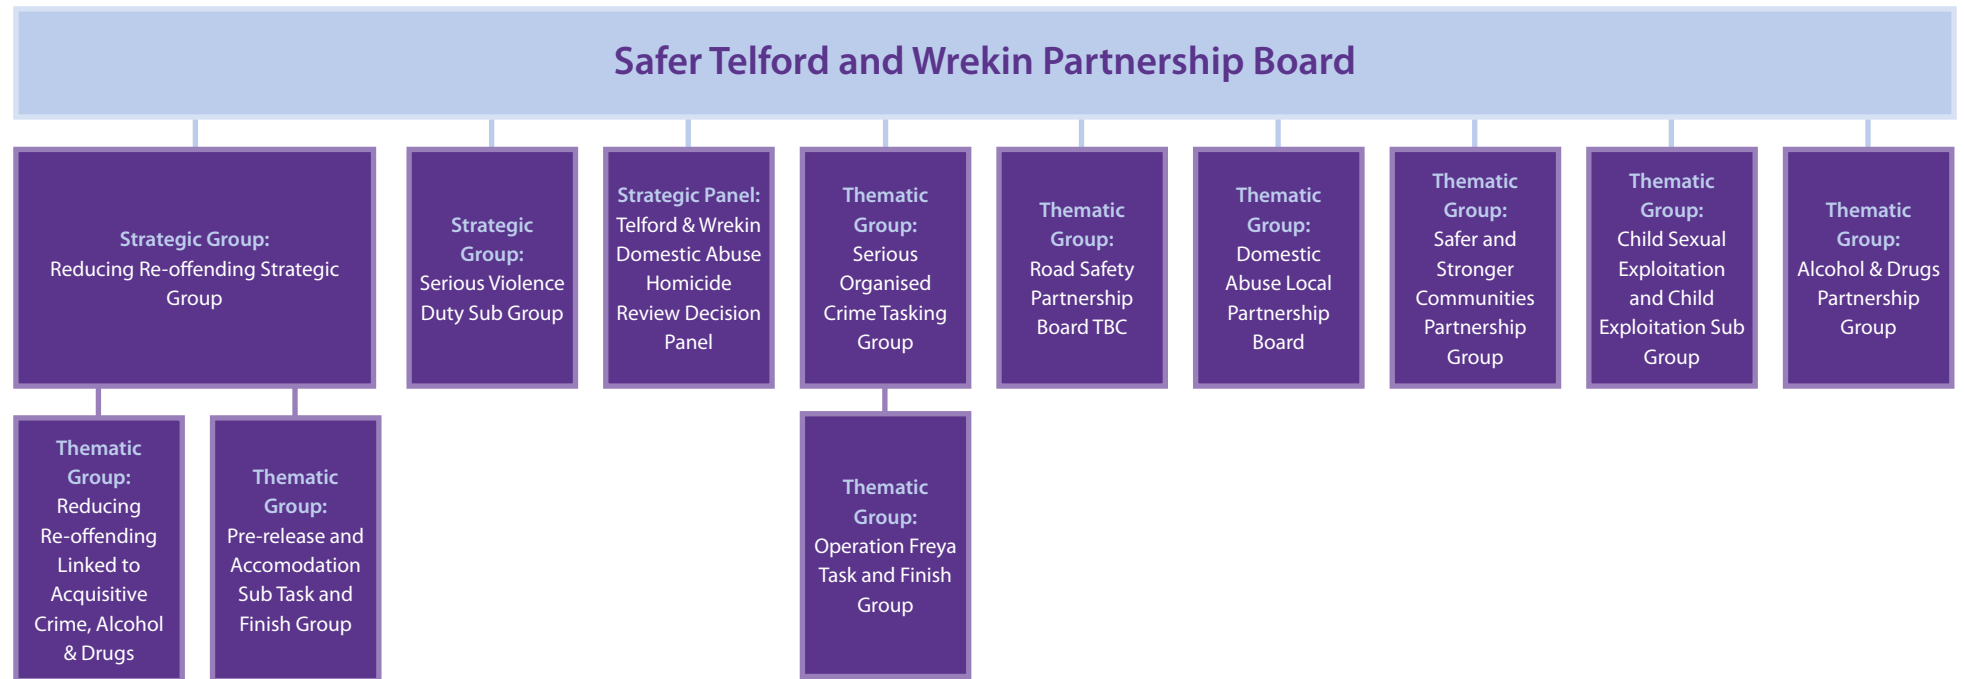 Safer Telford and Wrekin Partnership Board
Strategic Group:
Reducing Re-offending Strategic
Group
Strategic
Group:
Serious Violence
Duty Sub Group
Strategic Panel:
Telford & Wrekin
Domestic Abuse
Homicide
Review Decision
Panel
Thematic
Group:
Serious
Organised
Crime Tasking
Group
Thematic
Group:
Road Safety
Partnership
Board TBC
Thematic
Group:
Domestic
Abuse Local
Partnership
Board
Thematic
Group:
Safer and
Stronger
Communities
Partnership
Group
Thematic
Group:
Child Sexual
Exploitation
and Child
Exploitation Sub
Group
Thematic
Group:
Alcohol & Drugs
Partnership
Group
Thematic
Group:
Reducing
Re-offending
Linked to
Acquisitive
Crime, Alcohol
& Drugs
Thematic
Group:
Pre-release and
Accomodation
Sub Task and
Finish Group
Thematic
Group:
Operation Freya
Task and Finish
Group